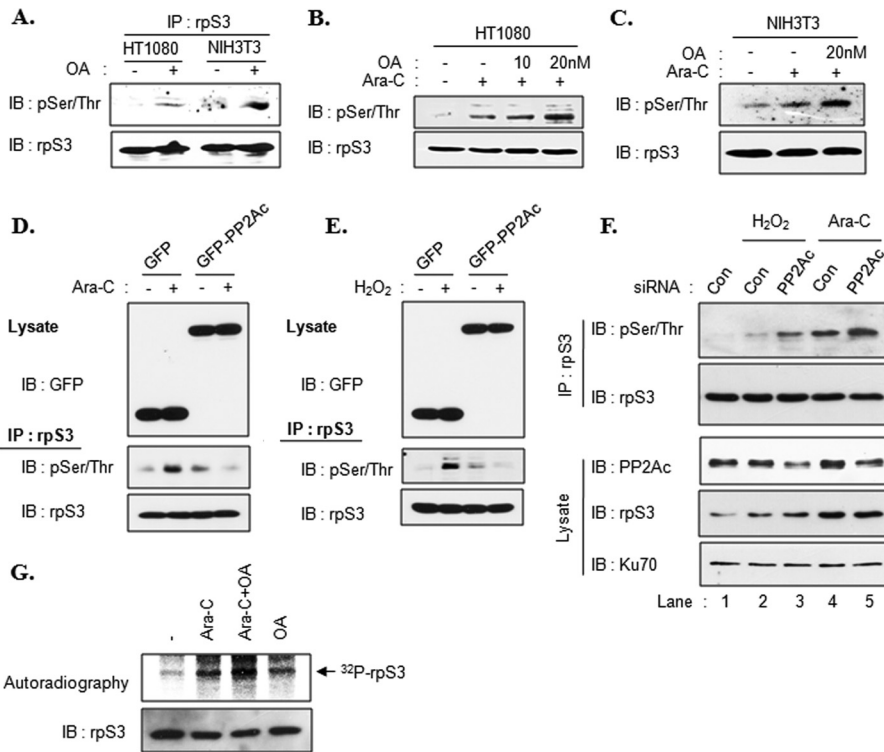 A.
IP : rpS3
HT1080 NIH3T3
OA : - + - +
IB : pSer/Thr
IB : rpS3
B.
HT1080
OA : - - 10 20nM
Ara-C : - + + +
IB : pSer/Thr
IB : rpS3
C.
NIH3T3
OA : - - 20nM
Ara-C : - + +
IB : pSer/Thr
IB : rpS3
D.
GFP GFP-PP2Ac
Ara-C : - + - +
Lysate
IB : GFP
IP : rpS3
IB : pSer/Thr
IB : rpS3
E.
GFP GFP-PP2Ac
H₂O₂ : - + - +
Lysate
IB : GFP
IP : rpS3
IB : pSer/Thr
IB : rpS3
F.
H₂O₂ Ara-C
siRNA : Con Con PP2Ac Con PP2Ac
IP : rpS3
IB : pSer/Thr
IB : rpS3
Lysate
IB : PP2Ac
IB : rpS3
IB : Ku70
Lane : 1 2 3 4 5
G.
- Ara-C Ara-C+OA OA
Autoradiography
³²P-rpS3
IB : rpS3